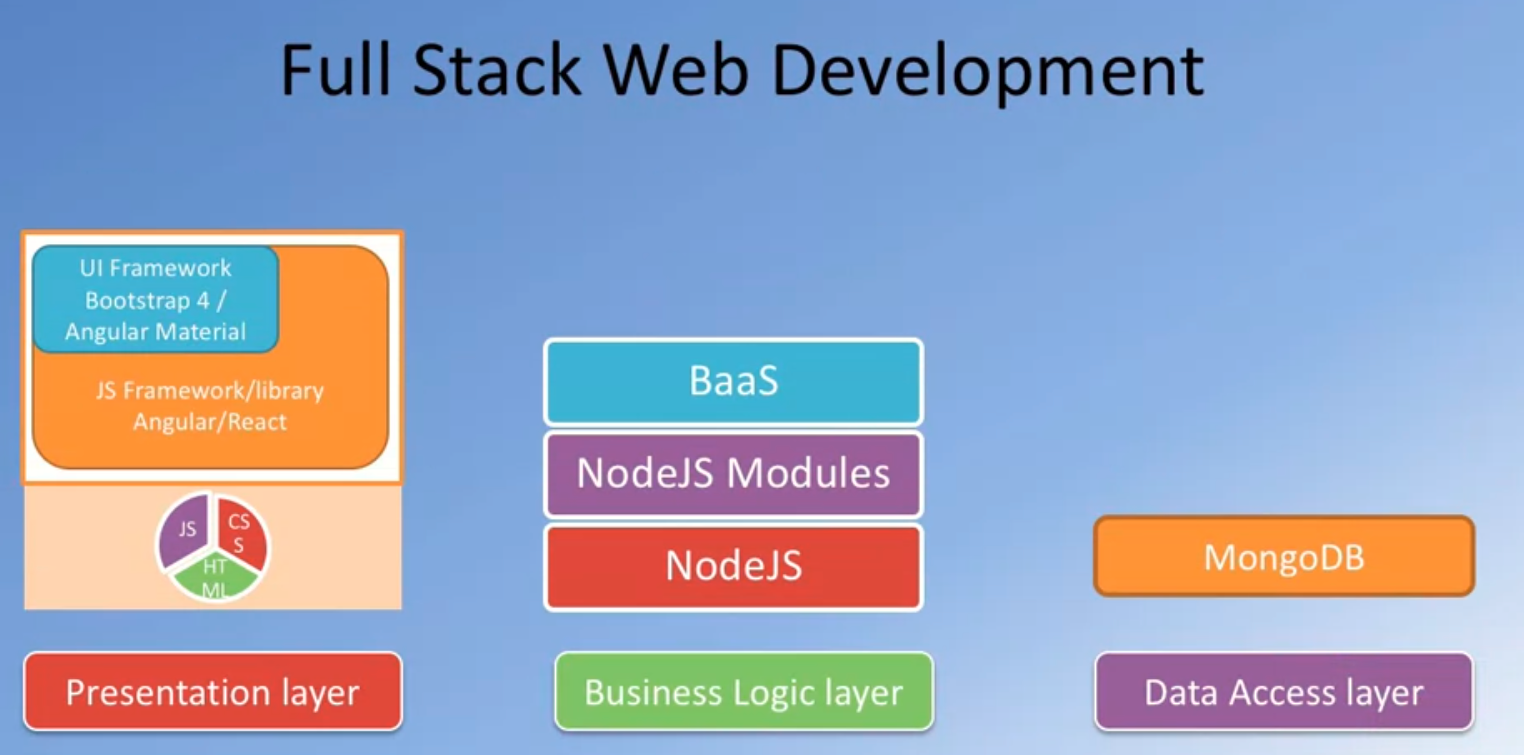 Full Stack Web Development
UI Framework
Bootstrap 4 /
Angular Material
JS Framework/library
Angular/React
JS
CS
S
HT
ML
Presentation layer
BaaS
NodeJS Modules
NodeJS
Business Logic layer
MongoDB
Data Access layer